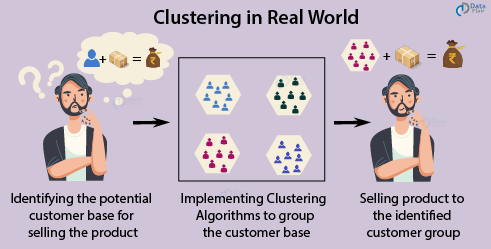 Clustering in Real World
Data
Flair
Identifying the potential
customer base for
selling the product
Implementing Clustering
Algorithms to group
the customer base
Selling product to
the identified
customer group